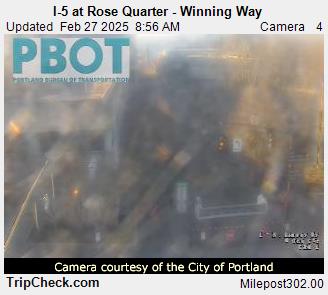 I-5 at Rose Quarter - Winning Way
Updated Feb 27 2025 8:56 AM Camera 4
PBOT
PORTLAND BUREAU OF TRANSPORTATION
Camera courtesy of the City of Portland
TripCheck.com Milepost302.00